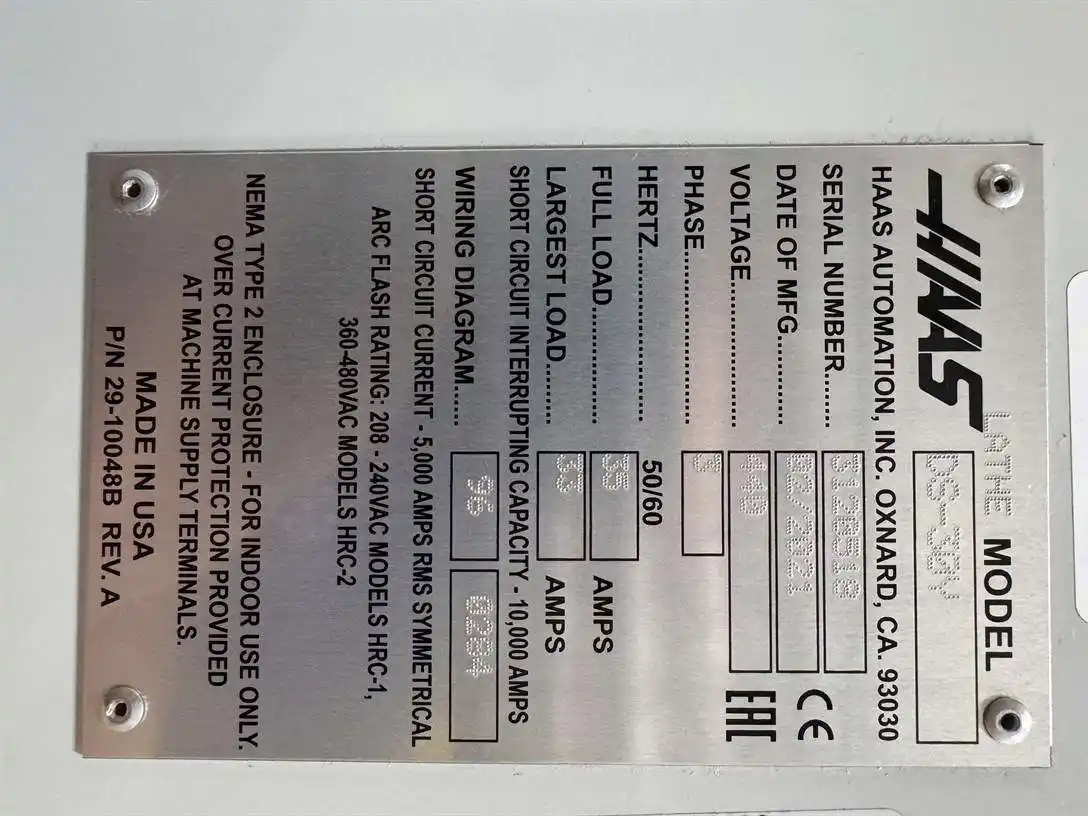 HAAS LATHE MODEL
DS-30Y
HAAS AUTOMATION, INC. OXNARD, CA. 93030
SERIAL NUMBER...... 3120516
DATE OF MFG........... 02/2021 CE
VOLTAGE.................. 440 EAC
PHASE....................... 3
HERTZ....................... 50/60
FULL LOAD............... 35 AMPS
LARGEST LOAD........ 33 AMPS
SHORT CIRCUIT INTERRUPTING CAPACITY - 10,000 AMPS
WIRING DIAGRAM..... 96 0284
SHORT CIRCUIT CURRENT - 5,000 AMPS RMS SYMMETRICAL
ARC FLASH RATING: 208 - 240VAC MODELS HRC-1,
360-480VAC MODELS HRC-2
NEMA TYPE 2 ENCLOSURE - FOR INDOOR USE ONLY.
OVER CURRENT PROTECTION PROVIDED
AT MACHINE SUPPLY TERMINALS.
MADE IN USA
P/N 29-10048B REV. A